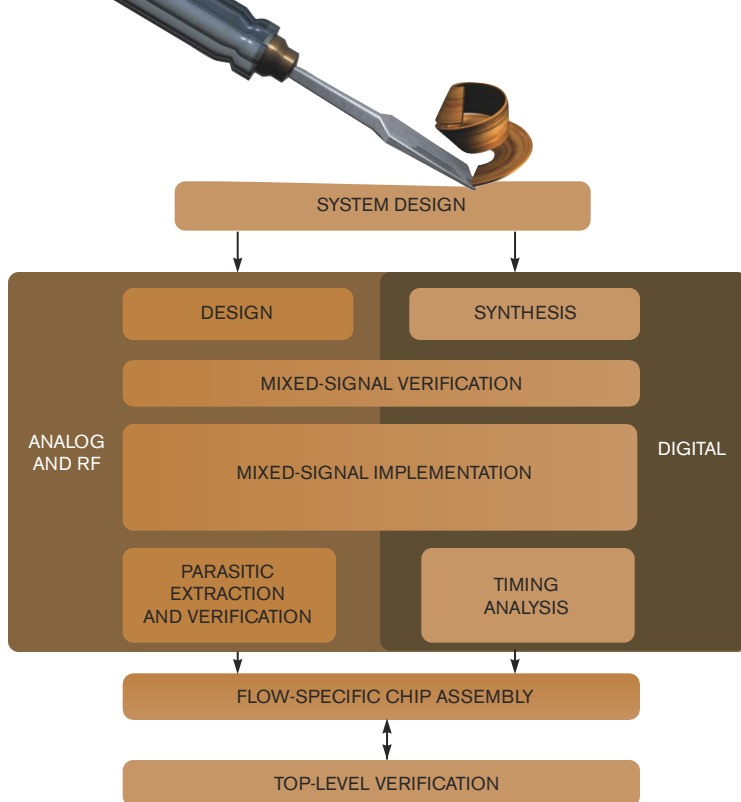 SYSTEM DESIGN
DESIGN
SYNTHESIS
MIXED-SIGNAL VERIFICATION
ANALOG
AND RF
MIXED-SIGNAL IMPLEMENTATION
DIGITAL
PARASITIC
EXTRACTION
AND VERIFICATION
TIMING
ANALYSIS
FLOW-SPECIFIC CHIP ASSEMBLY
TOP-LEVEL VERIFICATION